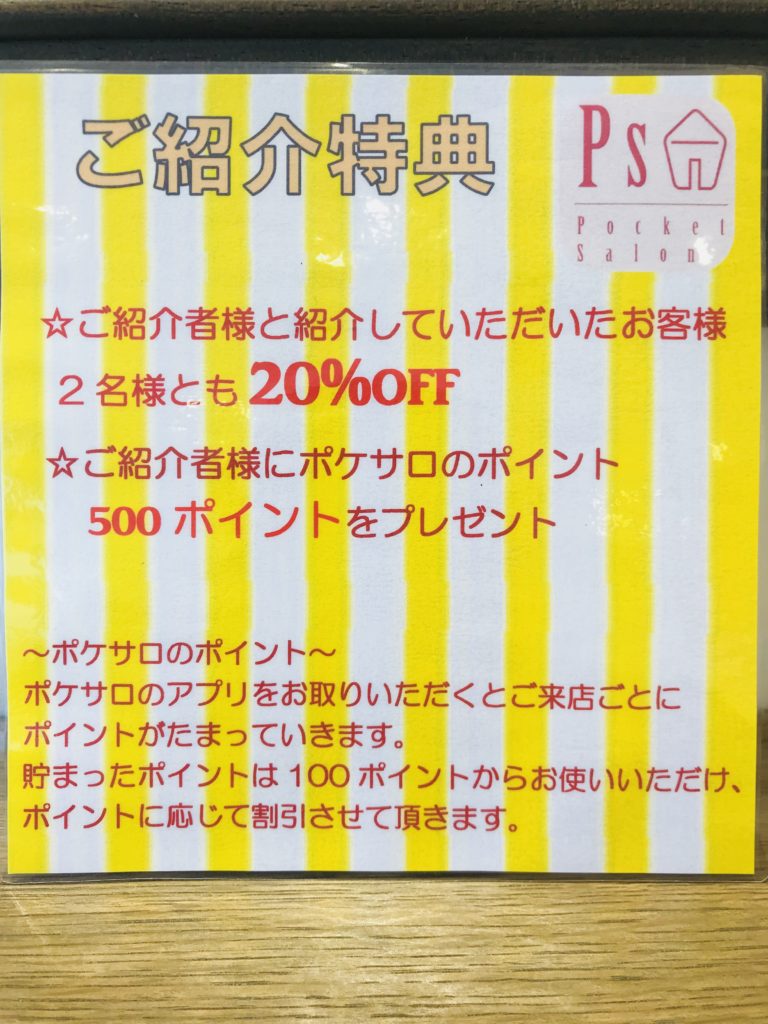 ご紹介特典
Ps
Pocket
Salon
☆ご紹介者様と紹介していただいたお客様
2名様とも 20%OFF
☆ご紹介者様にポケサロのポイント
500 ポイントをプレゼント
～ポケサロのポイント～
ポケサロのアプリをお取りいただくとご来店ごとに
ポイントがたまっていきます。
貯まったポイントは100ポイントからお使いいただけ、
ポイントに応じて割引させて頂きます。